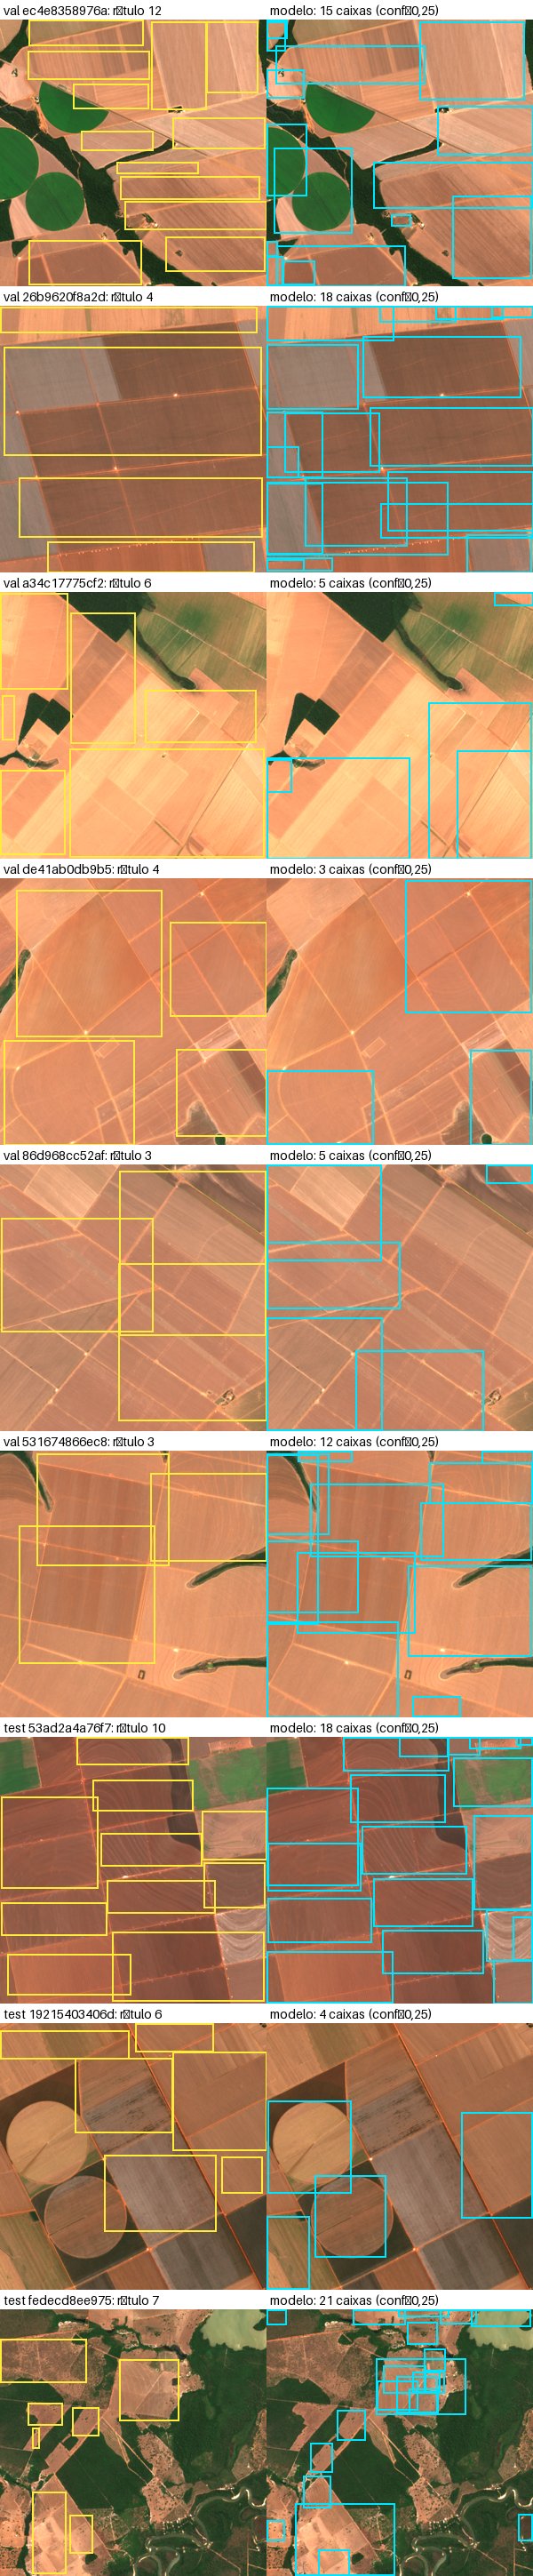 val ec4e8358976a: r□tulo 12
modelo: 15 caixas (conf□0,25)
val 26b9620f8a2d: r□tulo 4
modelo: 18 caixas (conf□0,25)
val a34c17775cf2: r□tulo 6
modelo: 5 caixas (conf□0,25)
val de41ab0db9b5: r□tulo 4
modelo: 3 caixas (conf□0,25)
val 86d968cc52af: r□tulo 3
modelo: 5 caixas (conf□0,25)
val 531674866ec8: r□tulo 3
modelo: 12 caixas (conf□0,25)
test 53ad2a4a76f7: r□tulo 10
modelo: 18 caixas (conf□0,25)
test 19215403406d: r□tulo 6
modelo: 4 caixas (conf□0,25)
test fedecd8ee975: r□tulo 7
modelo: 21 caixas (conf□0,25)